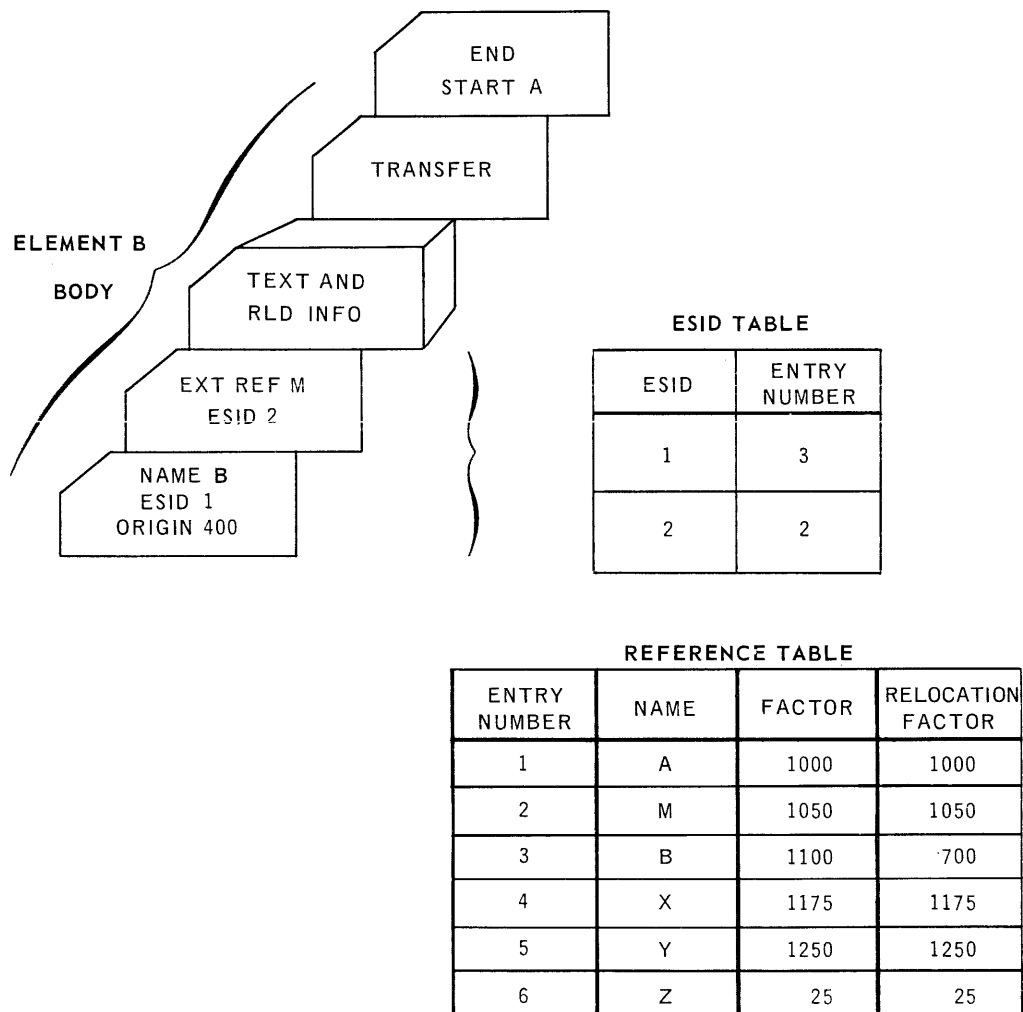 END
START A
TRANSFER
ELEMENT B
BODY
TEXT AND
RLD INFO
EXT REF M
ESID 2
NAME B
ESID 1
ORIGIN 400
ESID TABLE
ESID ENTRY NUMBER
1 3
2 2
REFERENCE TABLE
ENTRY NUMBER NAME FACTOR RELOCATION FACTOR
1 A 1000 1000
2 M 1050 1050
3 B 1100 700
4 X 1175 1175
5 Y 1250 1250
6 Z 25 25